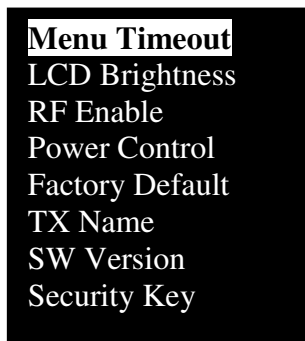 Menu Timeout
LCD Brightness
RF Enable
Power Control
Factory Default
TX Name
SW Version
Security Key